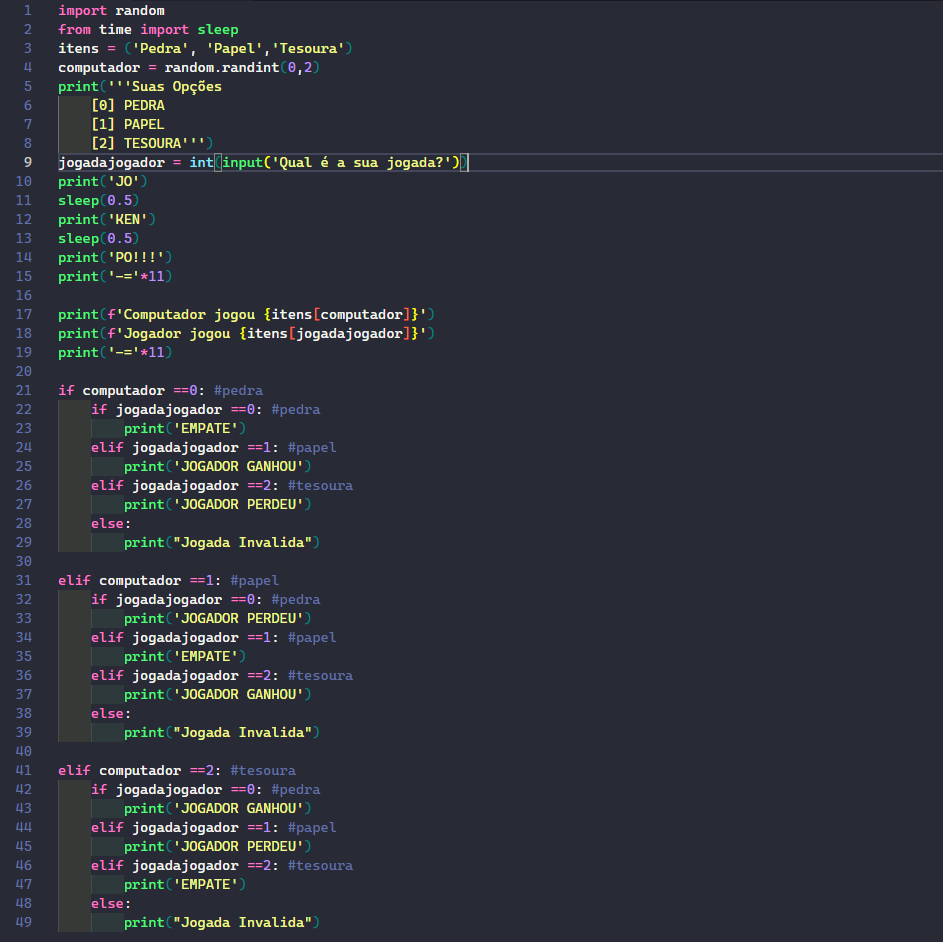 1 import random
2 from time import sleep
3 itens = ('Pedra', 'Papel','Tesoura')
4 computador = random.randint(0,2)
5 print('''Suas Opções
6     [0] PEDRA
7     [1] PAPEL
8     [2] TESOURA''')
9 jogadajogador = int(input('Qual é a sua jogada?'))
10 print('JO')
11 sleep(0.5)
12 print('KEN')
13 sleep(0.5)
14 print('PO!!!')
15 print('-='*11)
16
17 print(f'Computador jogou {itens[computador]}')
18 print(f'Jogador jogou {itens[jogadajogador]}')
19 print('-='*11)
20
21 if computador ==0: #pedra
22     if jogadajogador ==0: #pedra
23         print('EMPATE')
24     elif jogadajogador ==1: #papel
25         print('JOGADOR GANHOU')
26     elif jogadajogador ==2: #tesoura
27         print('JOGADOR PERDEU')
28     else:
29         print("Jogada Invalida")
30
31 elif computador ==1: #papel
32     if jogadajogador ==0: #pedra
33         print('JOGADOR PERDEU')
34     elif jogadajogador ==1: #papel
35         print('EMPATE')
36     elif jogadajogador ==2: #tesoura
37         print('JOGADOR GANHOU')
38     else:
39         print("Jogada Invalida")
40
41 elif computador ==2: #tesoura
42     if jogadajogador ==0: #pedra
43         print('JOGADOR GANHOU')
44     elif jogadajogador ==1: #papel
45         print('JOGADOR PERDEU')
46     elif jogadajogador ==2: #tesoura
47         print('EMPATE')
48     else:
49         print("Jogada Invalida")